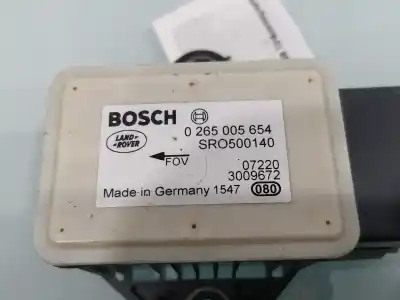 BOSCH
LAND ROVER
0 265 005 654
SRO500140
FOV
07220
3009672
Made in Germany 1547 080